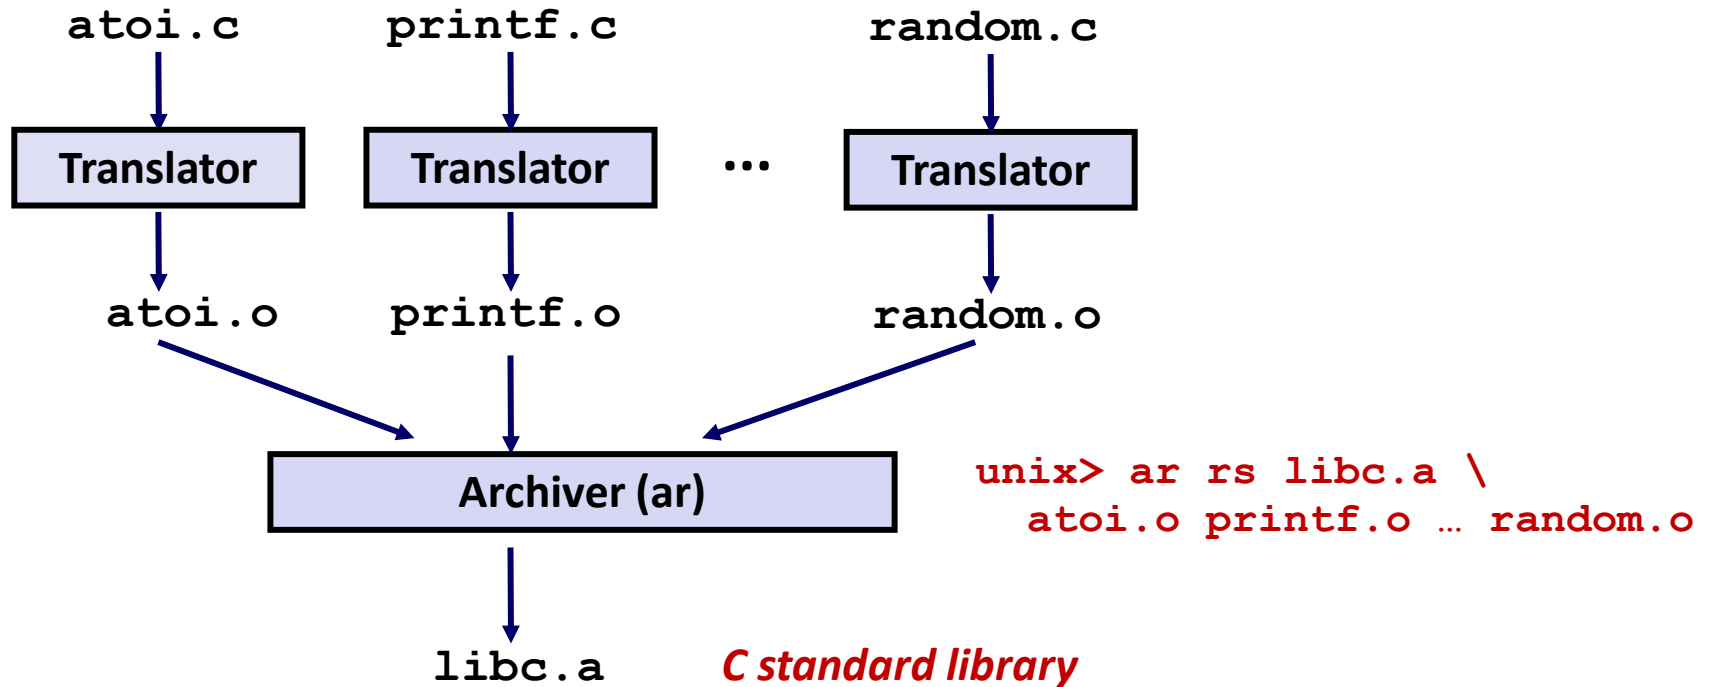 atoi.c printf.c random.c
Translator Translator ... Translator
atoi.o printf.o random.o
Archiver (ar)
unix> ar rs libc.a \
atoi.o printf.o … random.o
libc.a C standard library